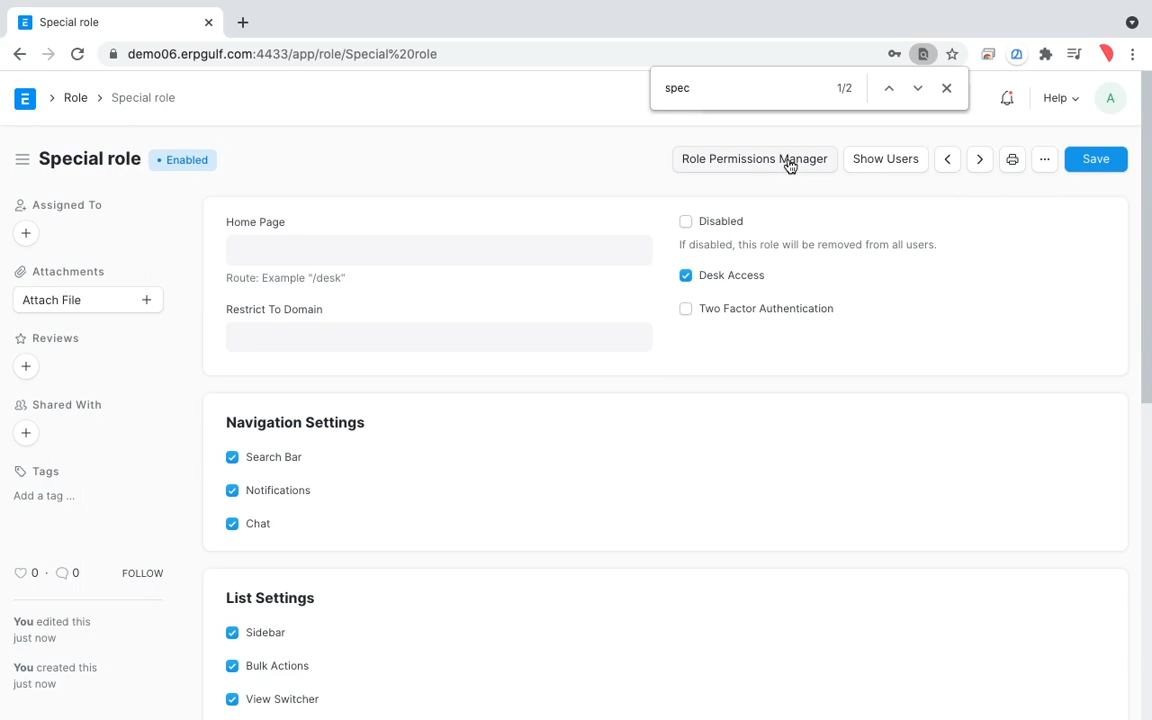 Special role
demo06.erpgulf.com:4433/app/role/Special%20role
spec 1/2
E Role Special role Help A
Special role • Enabled Role Permissions Manager Show Users ... Save
Assigned To
Attachments
Attach File +
Reviews
Shared With
Tags
Add a tag ...
0 · 0 FOLLOW
You edited this
just now
You created this
just now
Home Page
Route: Example "/desk"
Restrict To Domain
Disabled
If disabled, this role will be removed from all users.
Desk Access
Two Factor Authentication
Navigation Settings
Search Bar
Notifications
Chat
List Settings
Sidebar
Bulk Actions
View Switcher